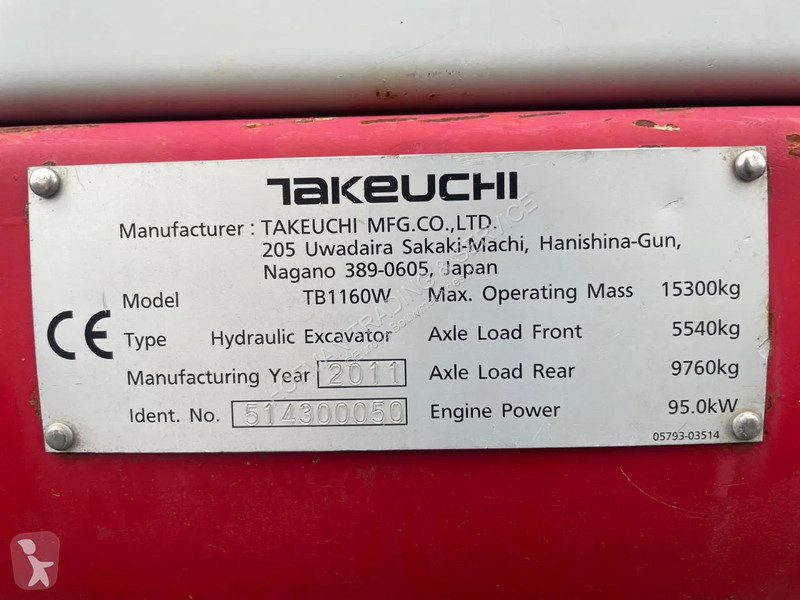 TAKEUCHI
Manufacturer : TAKEUCHI MFG.CO.,LTD.
205 Uwadaira Sakaki-Machi, Hanishina-Gun,
Nagano 389-0605, Japan
Model TB1160W Max. Operating Mass 15300kg
CE Type Hydraulic Excavator Axle Load Front 5540kg
Manufacturing Year 2011 Axle Load Rear 9760kg
Ident. No. 514300050 Engine Power 95.0kW
05793-03514